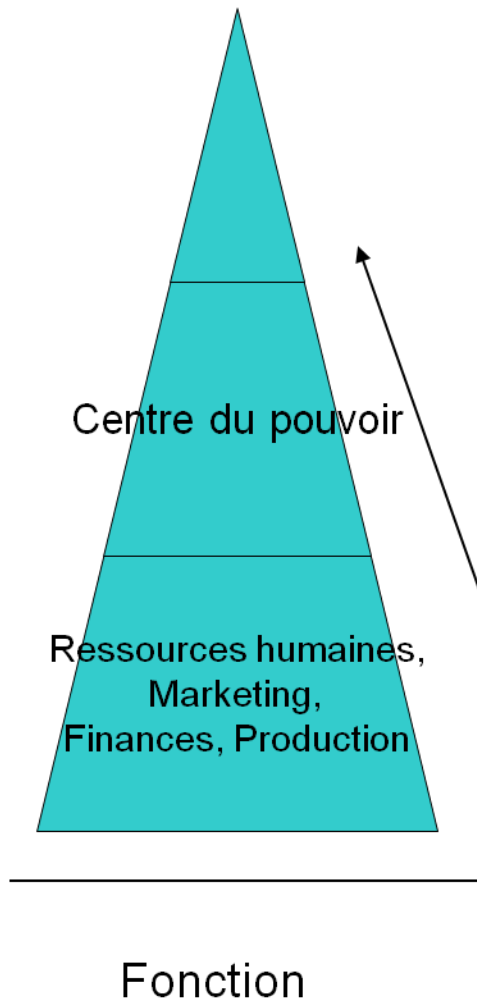 Centre du pouvoir
Ressources humaines,
Marketing,
Finances, Production
Fonction